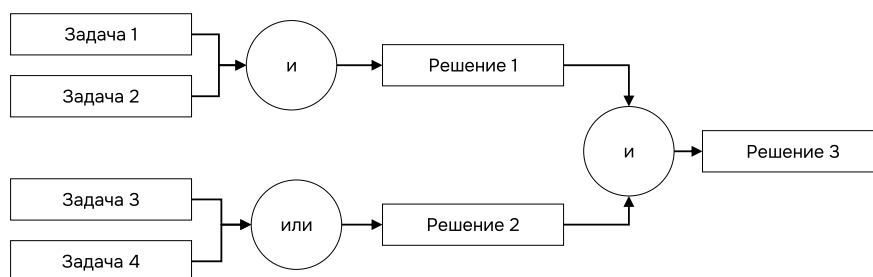 Задача 1
Задача 2
и
Решение 1
и
Решение 3
Задача 3
Задача 4
или
Решение 2